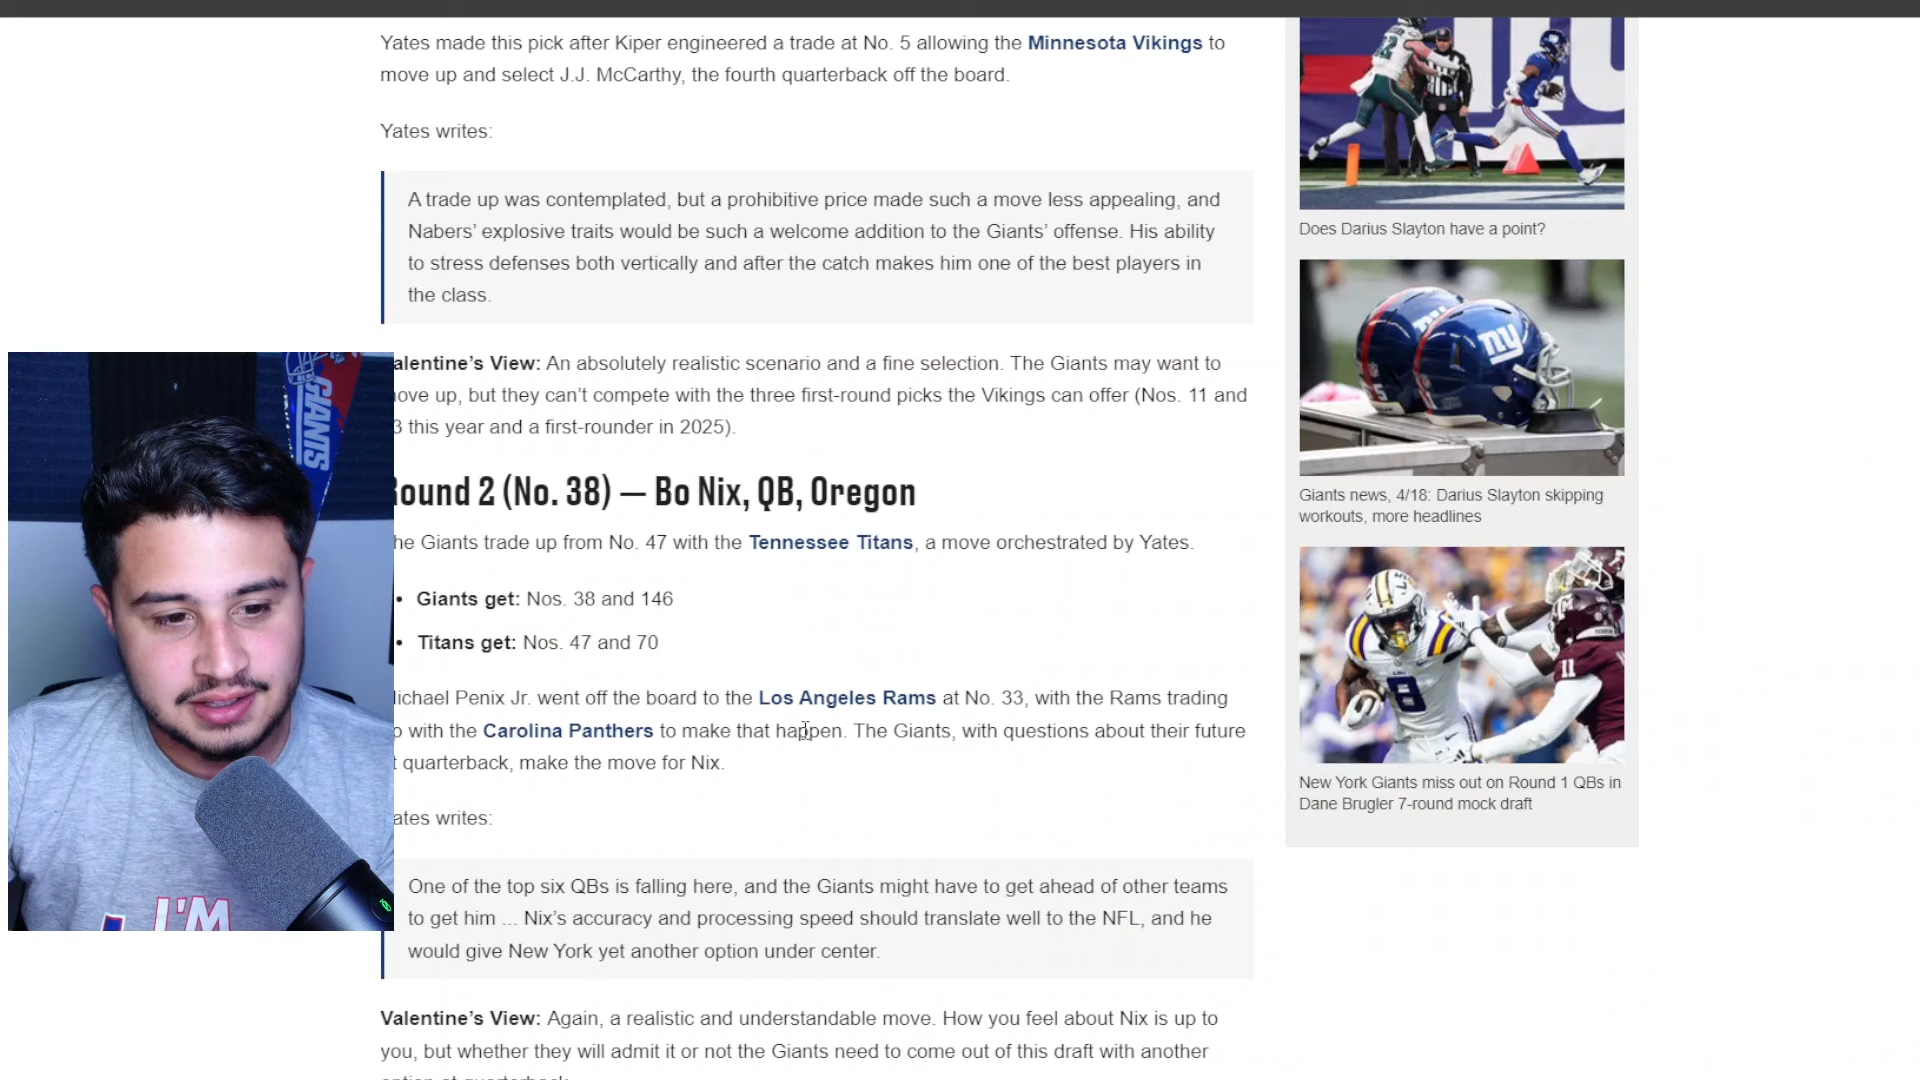 Yates made this pick after Kiper engineered a trade at No. 5 allowing the Minnesota Vikings to
move up and select J.J. McCarthy, the fourth quarterback off the board.
Yates writes:
A trade up was contemplated, but a prohibitive price made such a move less appealing, and
Nabers’ explosive traits would be such a welcome addition to the Giants’ offense. His ability
to stress defenses both vertically and after the catch makes him one of the best players in
the class.
alentine’s View: An absolutely realistic scenario and a fine selection. The Giants may want to
ove up, but they can’t compete with the three first-round picks the Vikings can offer (Nos. 11 and
3 this year and a first-rounder in 2025).
ound 2 (No. 38) — Bo Nix, QB, Oregon
he Giants trade up from No. 47 with the Tennessee Titans, a move orchestrated by Yates.
• Giants get: Nos. 38 and 146
• Titans get: Nos. 47 and 70
ichael Penix Jr. went off the board to the Los Angeles Rams at No. 33, with the Rams trading
with the Carolina Panthers to make that happen. The Giants, with questions about their future
quarterback, make the move for Nix.
ates writes:
One of the top six QBs is falling here, and the Giants might have to get ahead of other teams
to get him ... Nix’s accuracy and processing speed should translate well to the NFL, and he
would give New York yet another option under center.
Valentine’s View: Again, a realistic and understandable move. How you feel about Nix is up to
you, but whether they will admit it or not the Giants need to come out of this draft with another
Does Darius Slayton have a point?
ny
Giants news, 4/18: Darius Slayton skipping
workouts, more headlines
8
11
New York Giants miss out on Round 1 QBs in
Dane Brugler 7-round mock draft
GIANTS
I'M